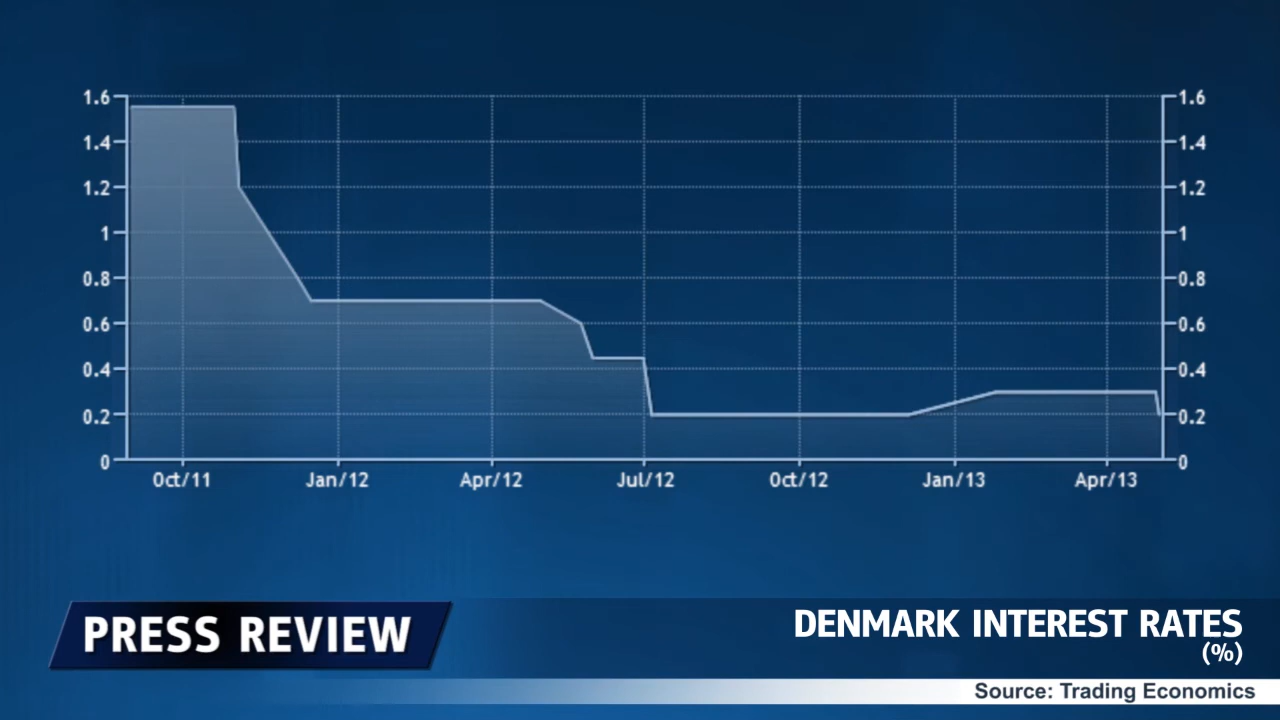 1.6 1.6
1.4 1.4
1.2 1.2
1 1
0.8 0.8
0.6 0.6
0.4 0.4
0.2 0.2
0 0
Oct/11 Jan/12 Apr/12 Jul/12 Oct/12 Jan/13 Apr/13
PRESS REVIEW
DENMARK INTEREST RATES
(%)
Source: Trading Economics